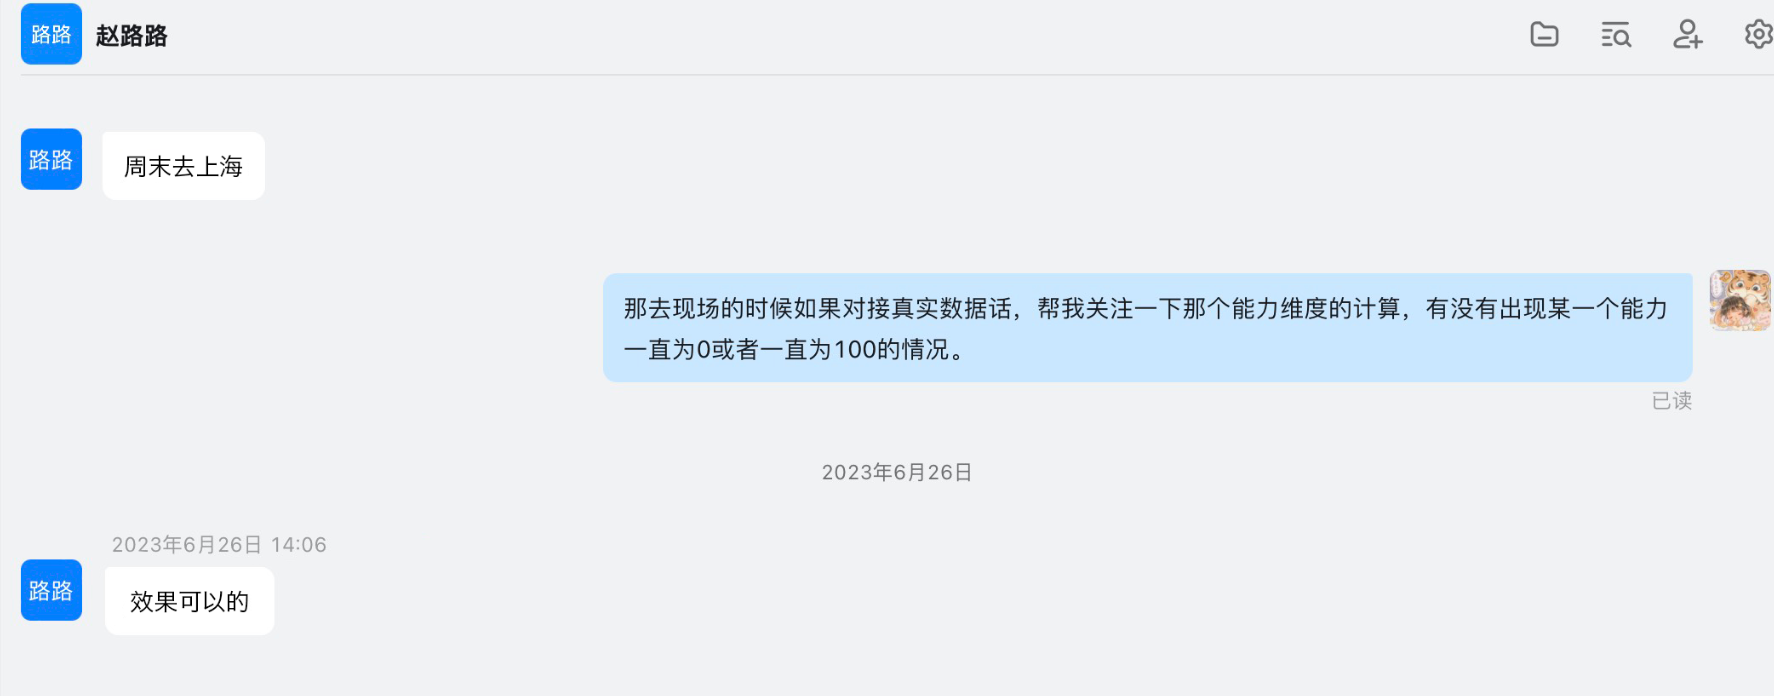 路路 赵路路
路路 周末去上海
那去现场的时候如果对接真实数据话，帮我关注一下那个能力维度的计算，有没有出现某一个能力
一直为0或者一直为100的情况。
已读
2023年6月26日
2023年6月26日 14:06
路路 效果可以的